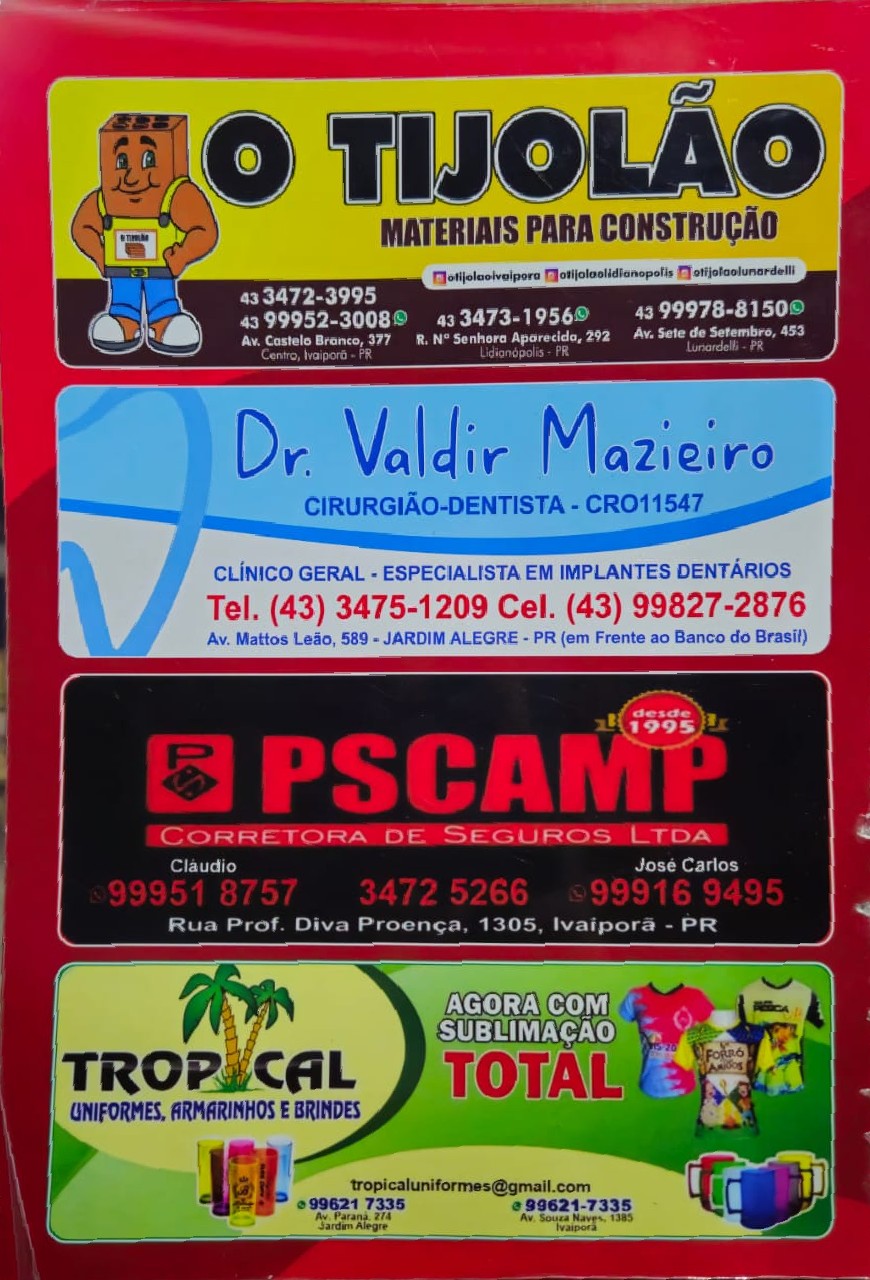 O TIJOLÃO
MATERIAIS PARA CONSTRUÇÃO
O TIJOLÃO
otijolaoivaipora otijolaolidianopolis otijolaolunardelli
43 3472-3995
43 99952-3008
Av. Castelo Branco, 377
Centro, Ivaiporã - PR
43 3473-1956
R. Nª Senhora Aparecida, 292
Lidianópolis - PR
43 99978-8150
Av. Sete de Setembro, 453
Lunardelli - PR
Dr. Valdir Mazieiro
CIRURGIÃO-DENTISTA - CRO11547
CLÍNICO GERAL - ESPECIALISTA EM IMPLANTES DENTÁRIOS
Tel. (43) 3475-1209 Cel. (43) 99827-2876
Av. Mattos Leão, 589 - JARDIM ALEGRE - PR (em Frente ao Banco do Brasil)
desde
1995
PSCAMP
CORRETORA DE SEGUROS LTDA
Cláudio
José Carlos
99951 8757 3472 5266 99916 9495
Rua Prof. Diva Proença, 1305, Ivaiporã - PR
TROPICAL
UNIFORMES, ARMARINHOS E BRINDES
AGORA COM
SUBLIMAÇÃO
TOTAL
PESCA
FORRÓ
DOS
AMIGOS
tropicaluniformes@gmail.com
99621 7335
Av. Paraná, 274
Jardim Alegre
99621-7335
Av. Souza Naves, 1385
Ivaiporã